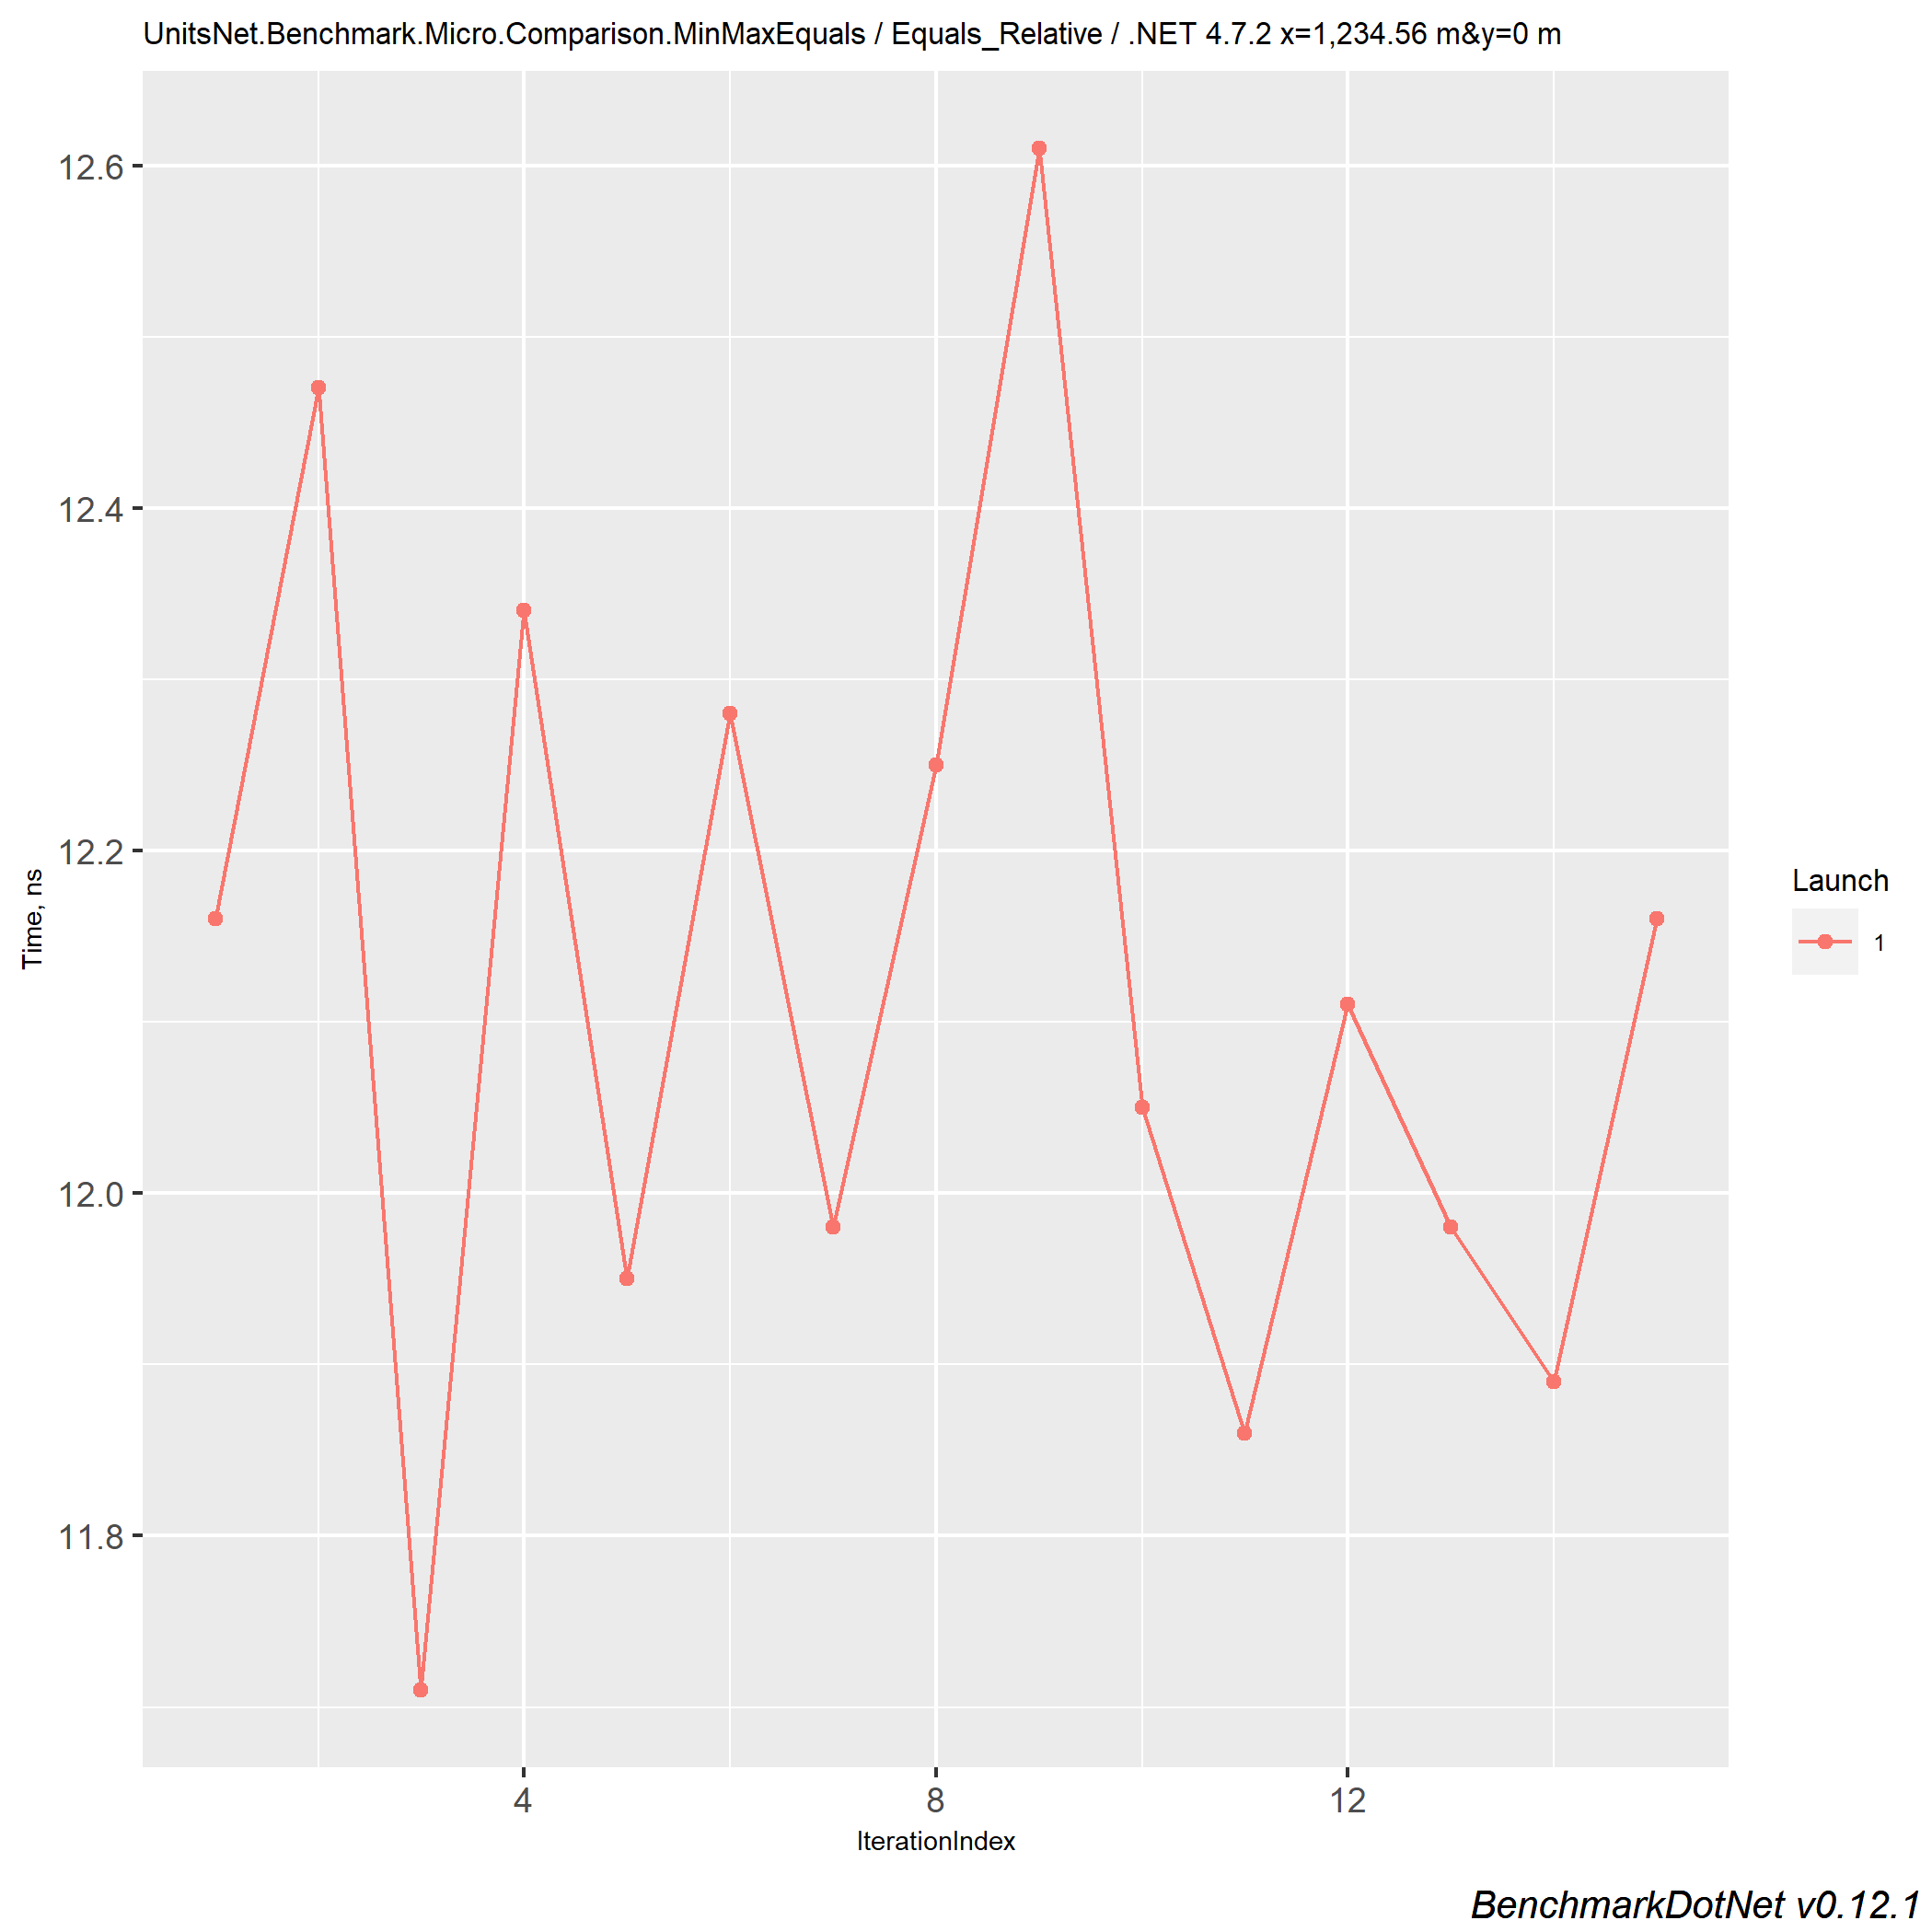 UnitsNet.Benchmark.Micro.Comparison.MinMaxEquals / Equals_Relative / .NET 4.7.2 x=1,234.56 m&y=0 m
12.6
12.4
12.2
12.0
11.8
Time, ns
4 8 12
IterationIndex
Launch
1
BenchmarkDotNet v0.12.1